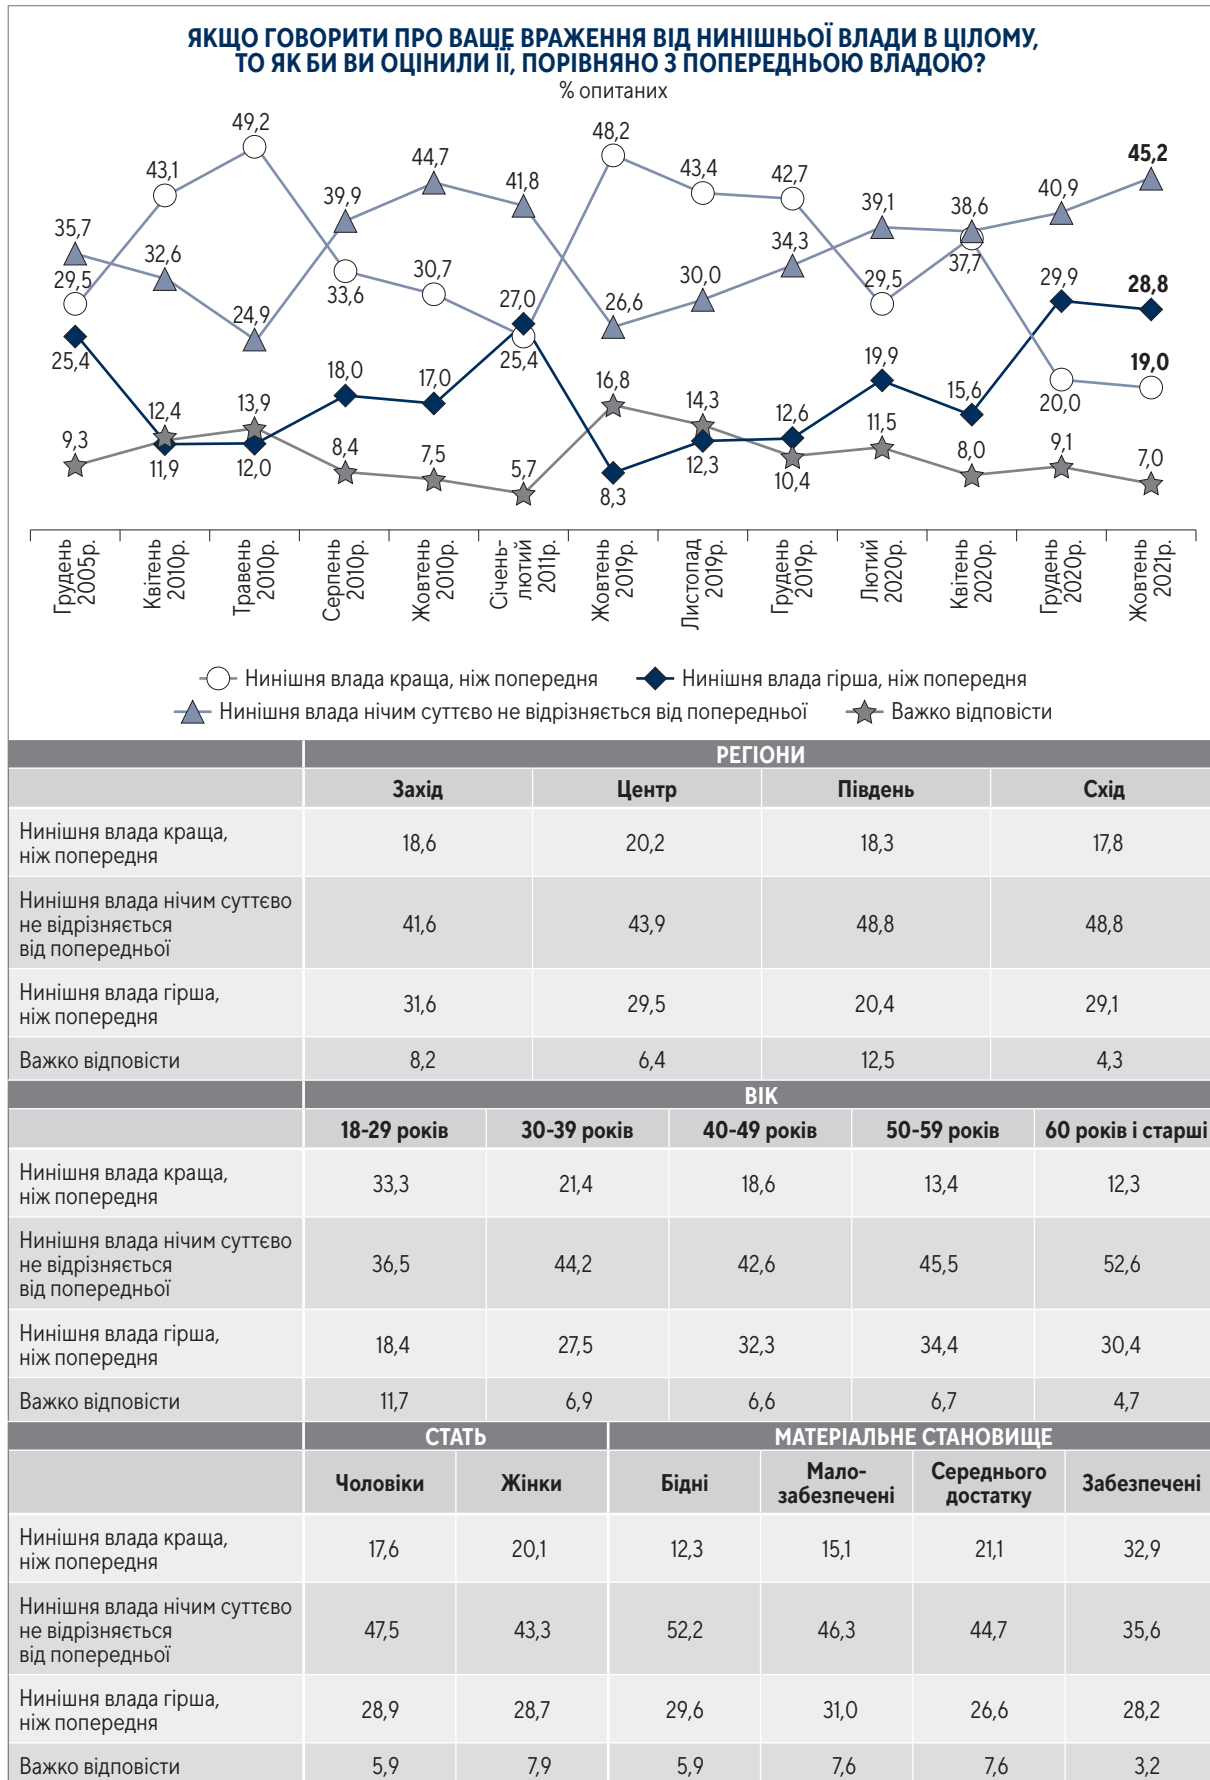 ЯКЩО ГОВОРИТИ ПРО ВАШЕ ВРАЖЕННЯ ВІД НИНІШНЬОЇ ВЛАДИ В ЦІЛОМУ,
ТО ЯК БИ ВИ ОЦІНИЛИ ЇЇ, ПОРІВНЯНО З ПОПЕРЕДНЬОЮ ВЛАДОЮ?
% опитаних
29,5 43,1 49,2 33,6 30,7 25,4 48,2 43,4 42,7 29,5 37,7 20,0 19,0
35,7 32,6 24,9 39,9 44,7 41,8 26,6 30,0 34,3 39,1 38,6 40,9 45,2
25,4 11,9 12,0 18,0 17,0 27,0 8,3 12,3 12,6 19,9 15,6 29,9 28,8
9,3 12,4 13,9 8,4 7,5 5,7 16,8 14,3 10,4 11,5 8,0 9,1 7,0
Грудень
2005р.
Квітень
2010р.
Травень
2010р.
Серпень
2010р.
Жовтень
2010р.
Січень-
лютий
2011р.
Жовтень
2019р.
Листопад
2019р.
Грудень
2019р.
Лютий
2020р.
Квітень
2020р.
Грудень
2020р.
Жовтень
2021р.
Нинішня влада краща, ніж попередня Нинішня влада гірша, ніж попередня
Нинішня влада нічим суттєво не відрізняється від попередньої Важко відповісти
РЕГІОНИ
Захід Центр Південь Схід
Нинішня влада краща,
ніж попередня
18,6 20,2 18,3 17,8
Нинішня влада нічим суттєво
не відрізняється
від попередньої
41,6 43,9 48,8 48,8
Нинішня влада гірша,
ніж попередня
31,6 29,5 20,4 29,1
Важко відповісти 8,2 6,4 12,5 4,3
ВІК
18-29 років 30-39 років 40-49 років 50-59 років 60 років і старші
Нинішня влада краща,
ніж попередня
33,3 21,4 18,6 13,4 12,3
Нинішня влада нічим суттєво
не відрізняється
від попередньої
36,5 44,2 42,6 45,5 52,6
Нинішня влада гірша,
ніж попередня
18,4 27,5 32,3 34,4 30,4
Важко відповісти 11,7 6,9 6,6 6,7 4,7
СТАТЬ МАТЕРІАЛЬНЕ СТАНОВИЩЕ
Чоловіки Жінки Бідні Мало-
забезпечені Середнього
достатку Забезпечені
Нинішня влада краща,
ніж попередня
17,6 20,1 12,3 15,1 21,1 32,9
Нинішня влада нічим суттєво
не відрізняється
від попередньої
47,5 43,3 52,2 46,3 44,7 35,6
Нинішня влада гірша,
ніж попередня
28,9 28,7 29,6 31,0 26,6 28,2
Важко відповісти 5,9 7,9 5,9 7,6 7,6 3,2